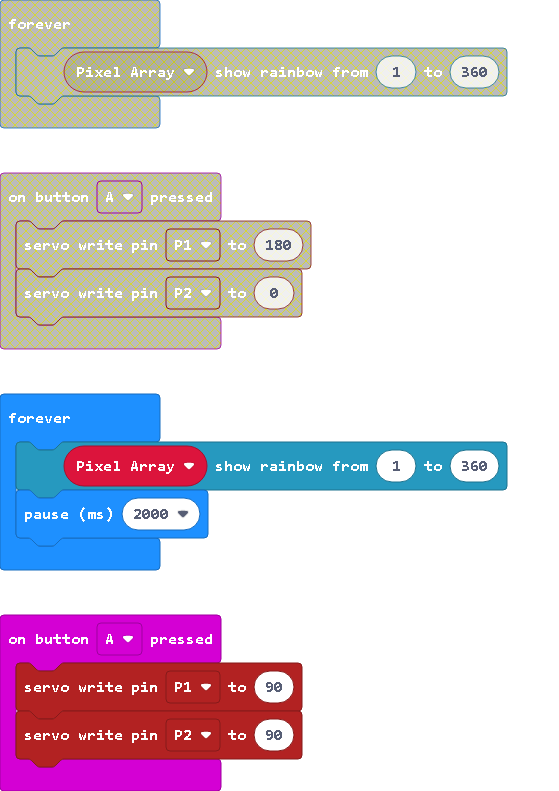 forever
Pixel Array show rainbow from 1 to 360
on button A pressed
servo write pin P1 to 180
servo write pin P2 to 0
forever
Pixel Array show rainbow from 1 to 360
pause (ms) 2000
on button A pressed
servo write pin P1 to 90
servo write pin P2 to 90